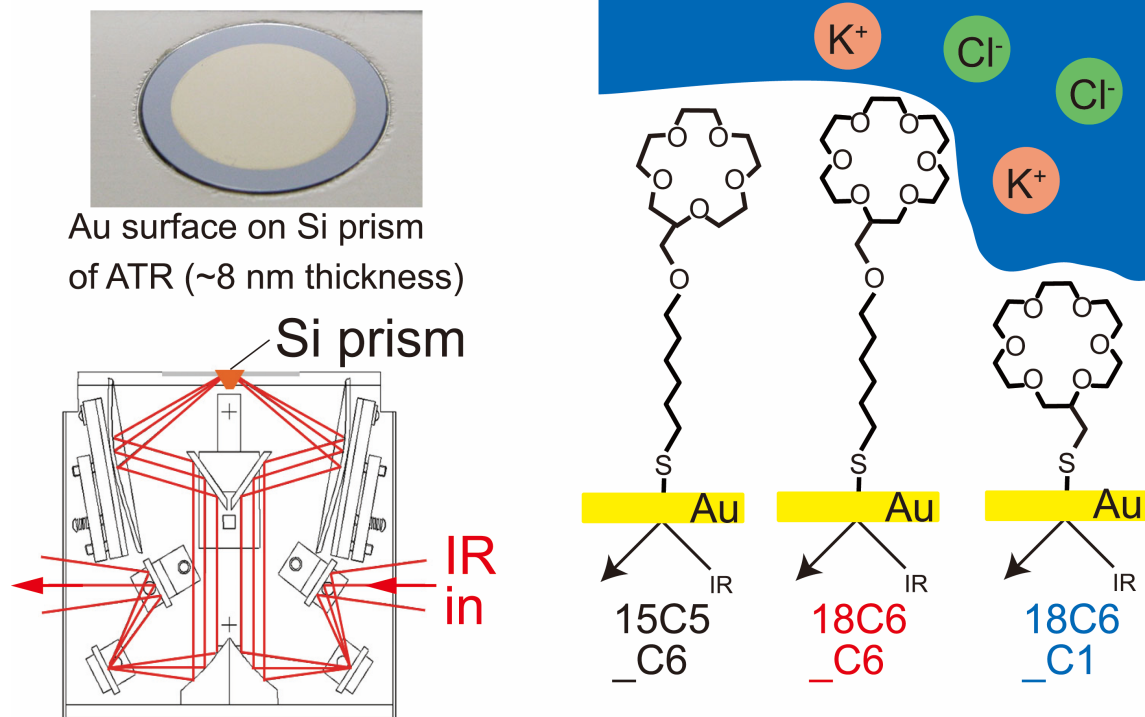 Au surface on Si prism
of ATR (~8 nm thickness)
Si prism
IR
in
K⁺
Cl⁻
Cl⁻
K⁺
O
O
O
O
O
O
S
Au
IR
15C5
_C6
O
O
O
O
O
O
O
S
Au
IR
18C6
_C6
O
O
O
O
O
O
S
Au
IR
18C6
_C1